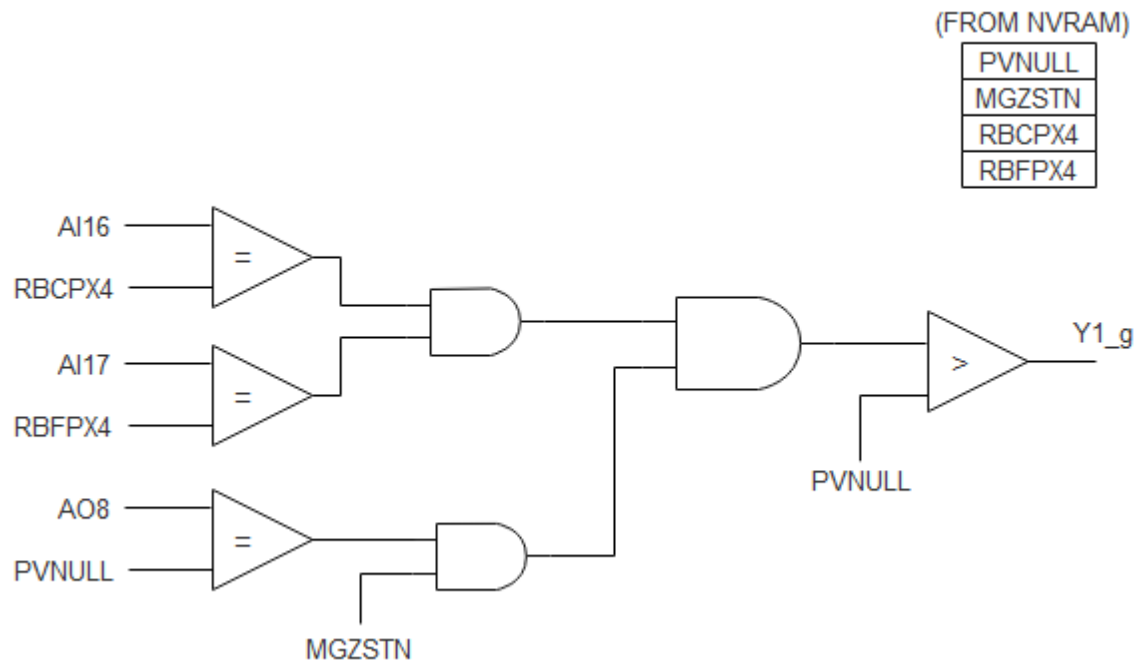 (FROM NVRAM)
PVNULL
MGZSTN
RBCPX4
RBFPX4
AI16
=
RBCPX4
AI17
=
RBFPX4
Y1_g
>
PVNULL
AO8
=
PVNULL
MGZSTN